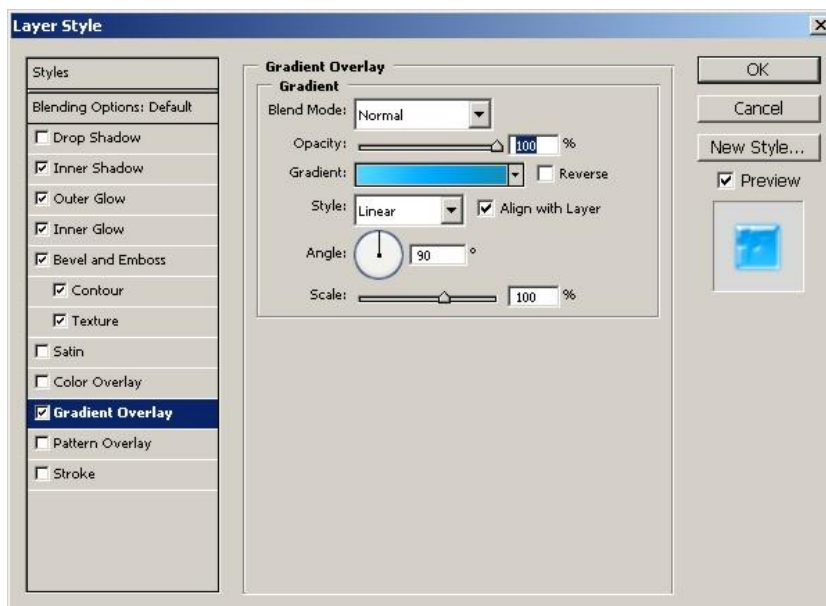 Layer Style
Styles
Blending Options: Default
Drop Shadow
Inner Shadow
Outer Glow
Inner Glow
Bevel and Emboss
Contour
Texture
Satin
Color Overlay
Gradient Overlay
Pattern Overlay
Stroke
Gradient Overlay
Gradient
Blend Mode: Normal
Opacity: 100 %
Gradient: Reverse
Style: Linear Align with Layer
Angle: 90 °
Scale: 100 %
OK
Cancel
New Style...
Preview